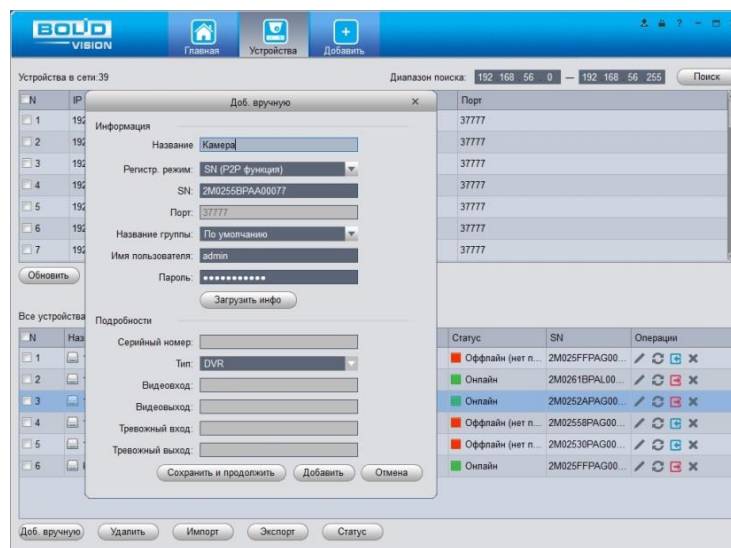 BOLID
VISION
Главная
Устройства
Добавить
Устройства в сети:39
Диапазон поиска: 192 168 56 0 — 192 168 56 255 Поиск
N IP Порт
1 192 37777
2 192 37777
3 192 37777
4 192 37777
5 192 37777
6 192 37777
7 192 37777
Доб. вручную
Информация
Название Камера
Регистр. режим: SN (P2P функция)
SN: 2M0255BPAA00077
Порт: 37777
Название группы: По умолчанию
Имя пользователя: admin
Пароль: •••••••••••
Загрузить инфо
Подробности
Серийный номер:
Тип: DVR
Видеовход:
Видеовыход:
Тревожный вход:
Тревожный выход:
Сохранить и продолжить Добавить Отмена
Обновить
Все устройства
N Наз Статус SN Операции
1 Оффлайн (нет п... 2M025FFPAG00...
2 Онлайн 2M0261BPAL00...
3 Онлайн 2M0252APAG00...
4 Оффлайн (нет п... 2M02558PAG00...
5 Оффлайн (нет п... 2M02530PAG00...
6 Онлайн 2M025FFPAG00...
Доб. вручную Удалить Импорт Экспорт Статус